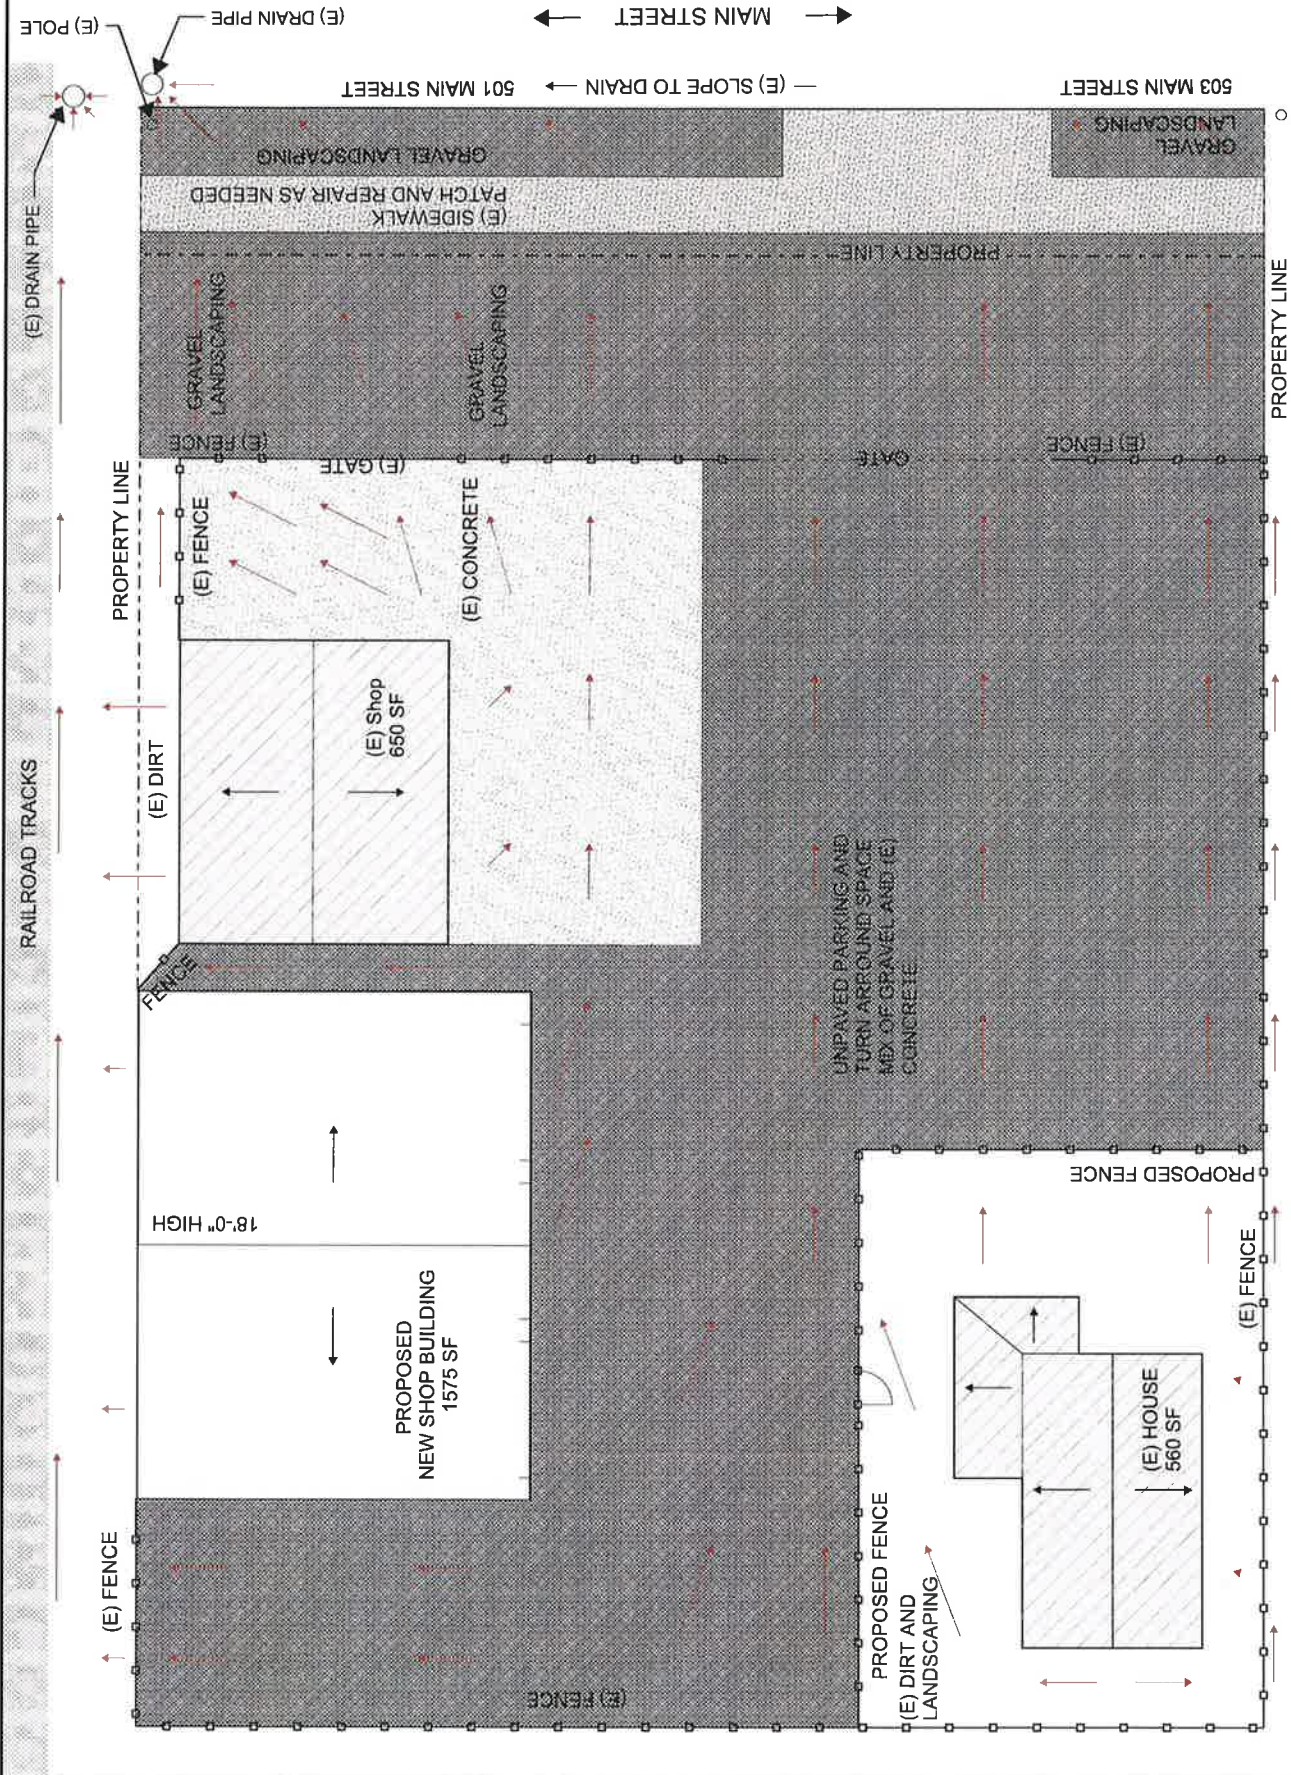 (E) POLE
(E) DRAIN PIPE
MAIN STREET
(E) DRAIN PIPE
501 MAIN STREET
(E) SLOPE TO DRAIN
503 MAIN STREET
GRAVEL LANDSCAPING
GRAVEL
LANDSCAPING
(E) SIDEWALK
PATCH AND REPAIR AS NEEDED
PROPERTY LINE
PROPERTY LINE
GRAVEL
LANDSCAPING
GRAVEL
LANDSCAPING
(E) FENCE
(E) GATE
GATE
(E) FENCE
PROPERTY LINE
(E) FENCE
(E) CONCRETE
RAILROAD TRACKS
(E) DIRT
(E) Shop
650 SF
FENCE
UNPAVED PARKING AND
TURN ARROUND SPACE
MIX OF GRAVEL AND (E)
CONCRETE
18'-0" HIGH
PROPOSED
NEW SHOP BUILDING
1575 SF
PROPOSED FENCE
(E) FENCE
(E) HOUSE
560 SF
(E) FENCE
PROPOSED FENCE
(E) DIRT AND
LANDSCAPING
(E) FENCE